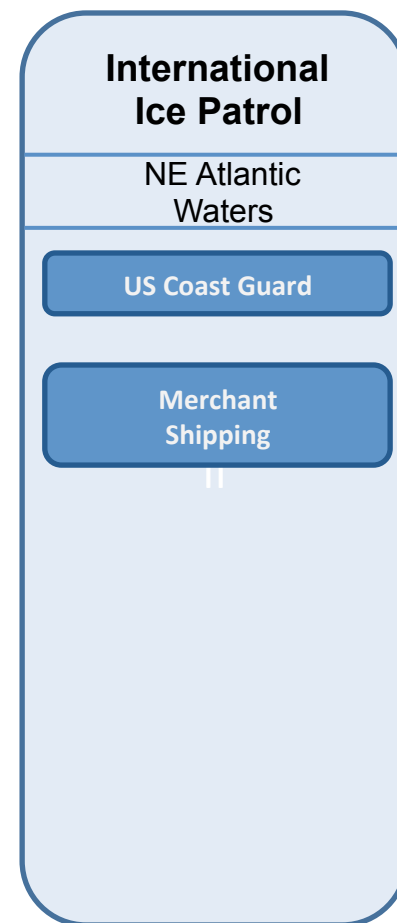 International
Ice Patrol
NE Atlantic
Waters
US Coast Guard
Merchant
Shipping